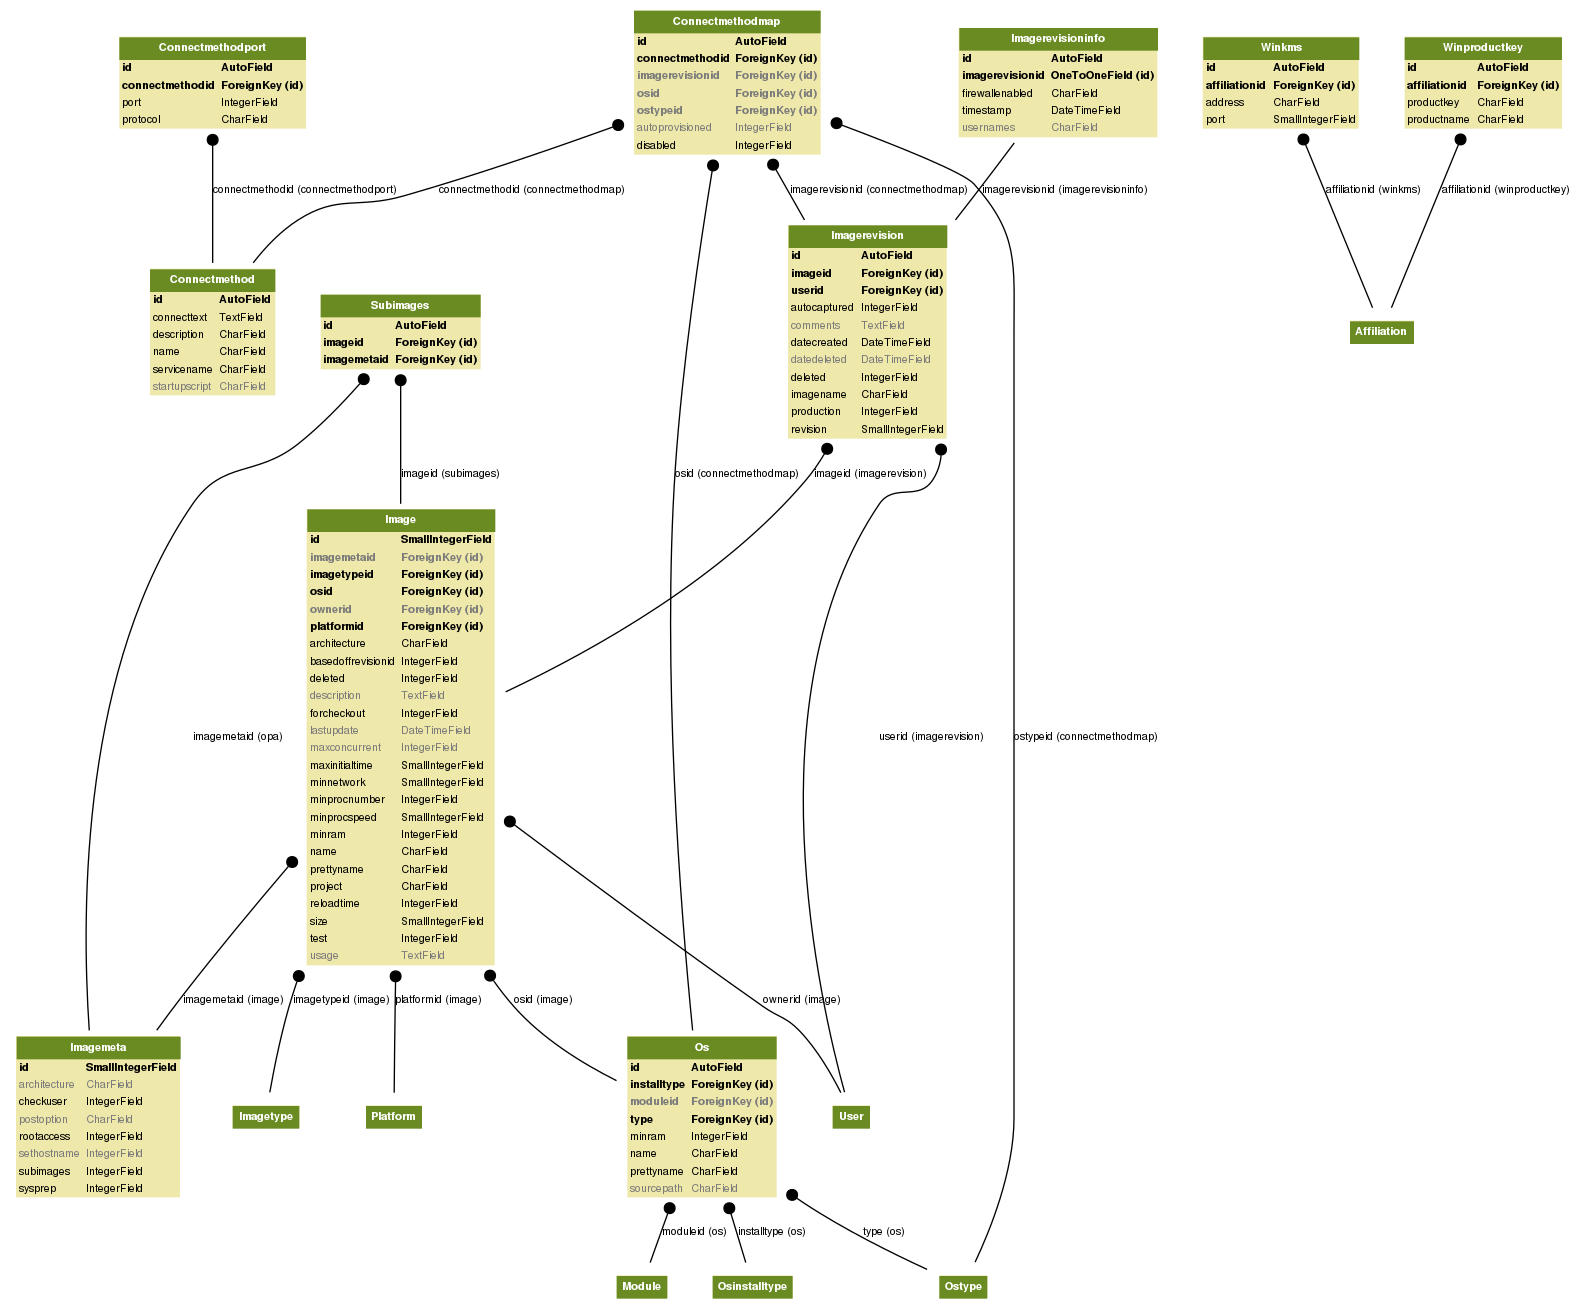 Connectmethodport
id AutoField
connectmethodid ForeignKey (id)
port IntegerField
protocol CharField
Connectmethodmap
id AutoField
connectmethodid ForeignKey (id)
imagerevisionid ForeignKey (id)
osid ForeignKey (id)
ostypeid ForeignKey (id)
autoprovisioned IntegerField
disabled IntegerField
Imagerevisioninfo
id AutoField
imagerevisionid OneToOneField (id)
firewallenabled CharField
timestamp DateTimeField
usernames CharField
Winkms
id AutoField
affiliationid ForeignKey (id)
address CharField
port SmallIntegerField
Winproductkey
id AutoField
affiliationid ForeignKey (id)
productkey CharField
productname CharField
connectmethodid (connectmethodport)
connectmethodid (connectmethodmap)
imagerevisionid (connectmethodmap)
imagerevisionid (imagerevisioninfo)
affiliationid (winkms)
affiliationid (winproductkey)
Connectmethod
id AutoField
connecttext TextField
description CharField
name CharField
servicename CharField
startupscript CharField
Subimages
id AutoField
imageid ForeignKey (id)
imagemetaid ForeignKey (id)
Imagerevision
id AutoField
imageid ForeignKey (id)
userid ForeignKey (id)
autocaptured IntegerField
comments TextField
datecreated DateTimeField
datedeleted DateTimeField
deleted IntegerField
imagename CharField
production IntegerField
revision SmallIntegerField
Affiliation
imageid (subimages)
osid (connectmethodmap)
imageid (imagerevision)
Image
id SmallIntegerField
imagemetaid ForeignKey (id)
imagetypeid ForeignKey (id)
osid ForeignKey (id)
ownerid ForeignKey (id)
platformid ForeignKey (id)
architecture CharField
basedoffrevisionid IntegerField
deleted IntegerField
description TextField
forcheckout IntegerField
lastupdate DateTimeField
maxconcurrent IntegerField
maxinitialtime SmallIntegerField
minnetwork SmallIntegerField
minprocnumber IntegerField
minprocspeed SmallIntegerField
minram IntegerField
name CharField
prettyname CharField
project CharField
reloadtime IntegerField
size SmallIntegerField
test IntegerField
usage TextField
imagemetaid (opa)
userid (imagerevision)
ostypeid (connectmethodmap)
imagemetaid (image)
imagetypeid (image)
platformid (image)
osid (image)
ownerid (image)
Imagemeta
id SmallIntegerField
architecture CharField
checkuser IntegerField
postoption CharField
rootaccess IntegerField
sethostname IntegerField
subimages IntegerField
sysprep IntegerField
Imagetype
Platform
Os
id AutoField
installtype ForeignKey (id)
moduleid ForeignKey (id)
type ForeignKey (id)
minram IntegerField
name CharField
prettyname CharField
sourcepath CharField
User
moduleid (os)
installtype (os)
type (os)
Module
Osinstalltype
Ostype